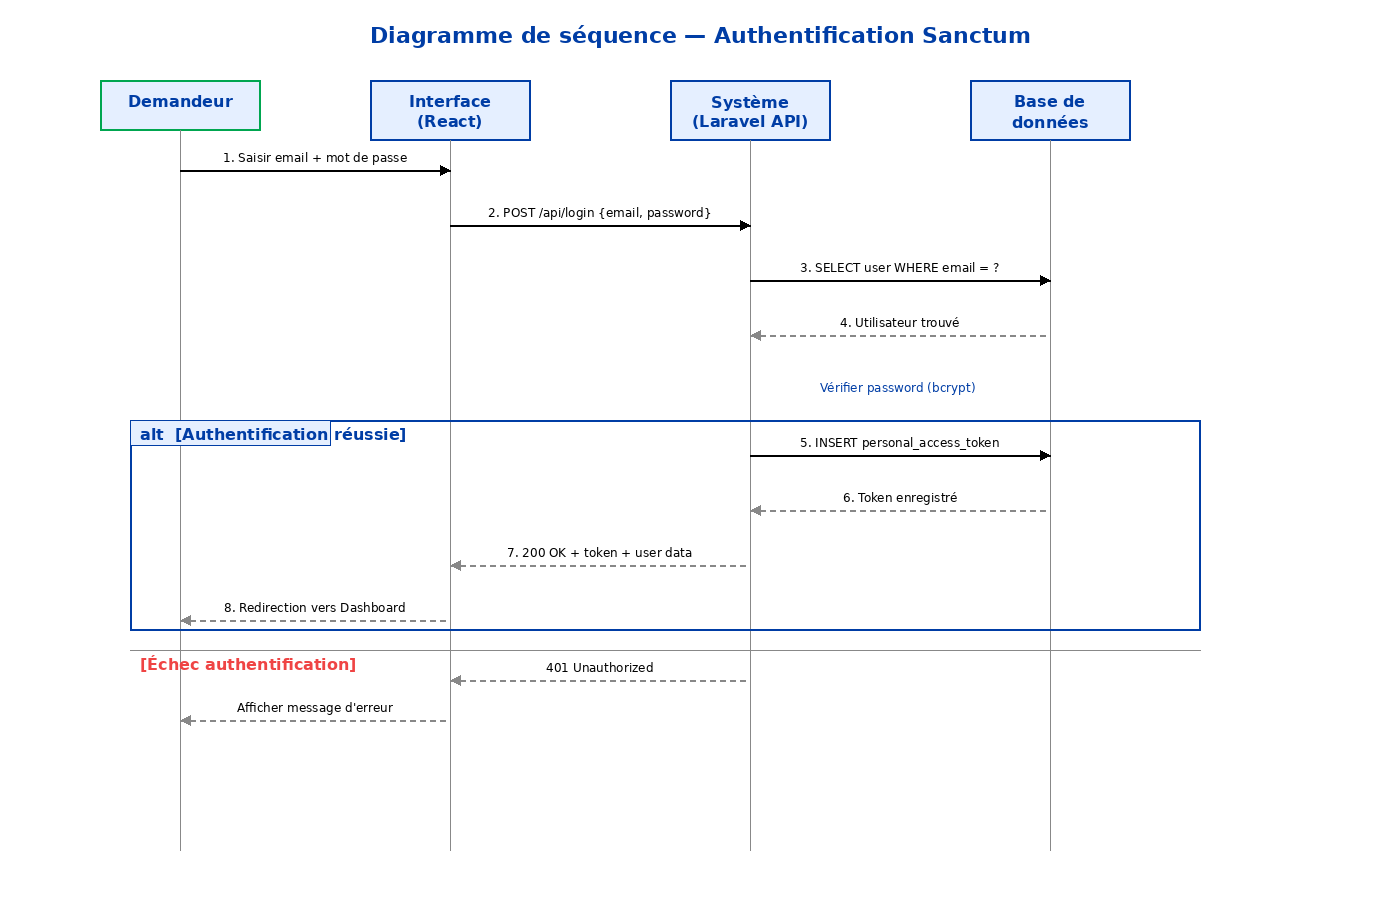 Diagramme de séquence — Authentification Sanctum
Demandeur
Interface
(React)
Système
(Laravel API)
Base de
données
1. Saisir email + mot de passe
2. POST /api/login {email, password}
3. SELECT user WHERE email = ?
4. Utilisateur trouvé
Vérifier password (bcrypt)
alt [Authentification réussie]
5. INSERT personal_access_token
6. Token enregistré
7. 200 OK + token + user data
8. Redirection vers Dashboard
[Échec authentification]
401 Unauthorized
Afficher message d'erreur